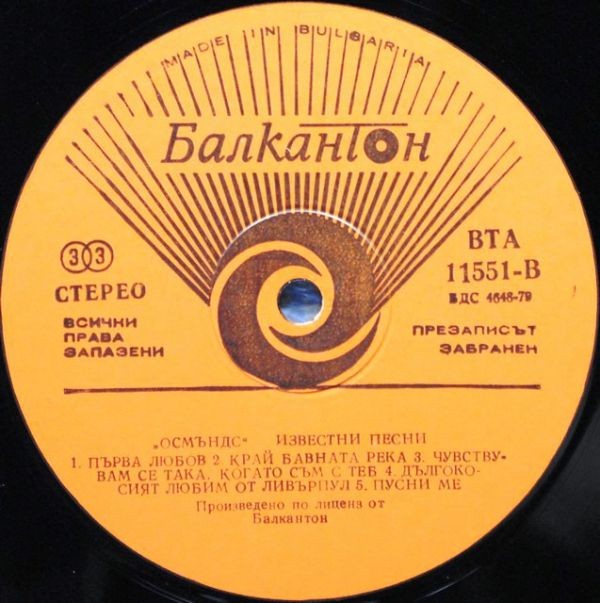 MADE IN BULGARIA
Балкантон
33
СТЕРЕО
ВСИЧКИ
ПРАВА
ЗАПАЗЕНИ
ВТА
11551-В
БДС 4648-79
ПРЕЗАПИСЪТ
ЗАБРАНЕН
„ОСМЪНДС“ ИЗВЕСТНИ ПЕСНИ
1. ПЪРВА ЛЮБОВ 2. КРАЙ БАВНАТА РЕКА 3. ЧУВСТВУ-
ВАМ СЕ ТАКА, КОГАТО СЪМ С ТЕБ 4. ДЪЛГОКО-
СИЯТ ЛЮБИМ ОТ ЛИВЪРПУЛ 5. ПУСНИ МЕ
Произведено по лиценз от
Балкантон